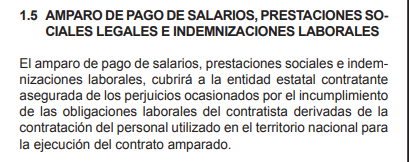 1.5 AMPARO DE PAGO DE SALARIOS, PRESTACIONES SO-
CIALES LEGALES E INDEMNIZACIONES LABORALES
El amparo de pago de salarios, prestaciones sociales e indem-
nizaciones laborales, cubrirá a la entidad estatal contratante
asegurada de los perjuicios ocasionados por el incumplimiento
de las obligaciones laborales del contratista derivadas de la
contratación del personal utilizado en el territorio nacional para
la ejecución del contrato amparado.